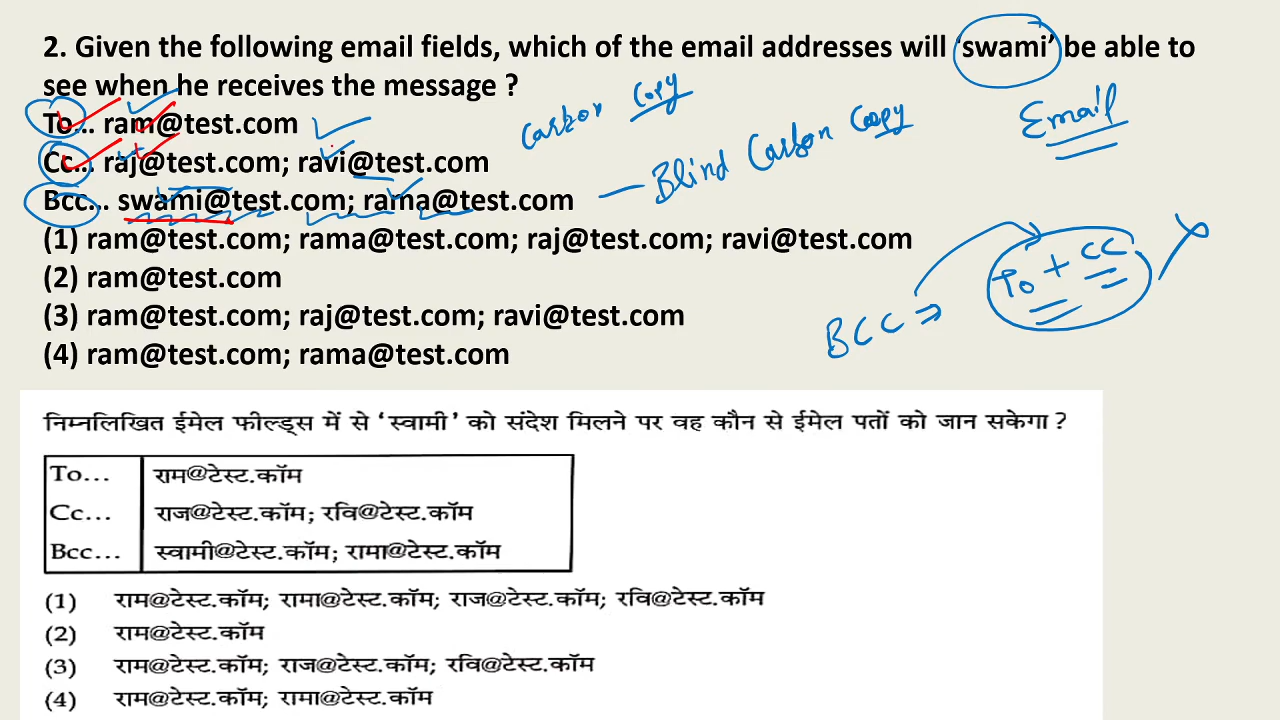 2. Given the following email fields, which of the email addresses will ‘swami’ be able to
see when he receives the message ?
To... ram@test.com
Cc... raj@test.com; ravi@test.com
Bcc... swami@test.com; rama@test.com
(1) ram@test.com; rama@test.com; raj@test.com; ravi@test.com
(2) ram@test.com
(3) ram@test.com; raj@test.com; ravi@test.com
(4) ram@test.com; rama@test.com
Carbon Copy
Blind Carbon Copy
Email
BCC ⇒ To + CC
निम्नलिखित ईमेल फील्ड्स में से ‘स्वामी’ को संदेश मिलने पर वह कौन से ईमेल पतों को जान सकेगा ?
To... राम@टेस्ट.कॉम
Cc... राज@टेस्ट.कॉम; रवि@टेस्ट.कॉम
Bcc... स्वामी@टेस्ट.कॉम; रामा@टेस्ट.कॉम
(1) राम@टेस्ट.कॉम; रामा@टेस्ट.कॉम; राज@टेस्ट.कॉम; रवि@टेस्ट.कॉम
(2) राम@टेस्ट.कॉम
(3) राम@टेस्ट.कॉम; राज@टेस्ट.कॉम; रवि@टेस्ट.कॉम
(4) राम@टेस्ट.कॉम; रामा@टेस्ट.कॉम